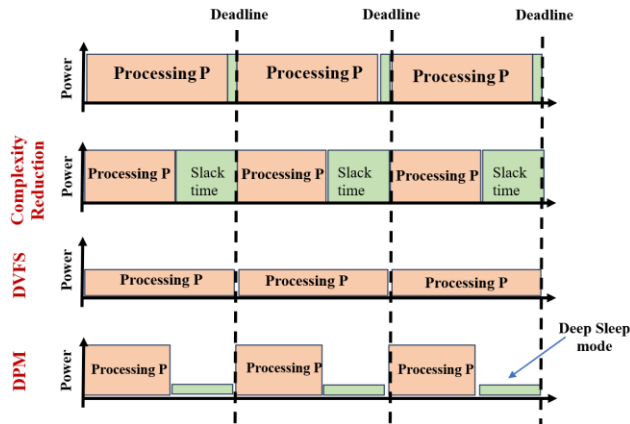 Deadline
Deadline
Deadline
Power
Processing P
Processing P
Processing P
Complexity
Reduction
Power
Processing P
Slack
time
Processing P
Slack
time
Processing P
Slack
time
DVFS
Power
Processing P
Processing P
Processing P
Deep Sleep
mode
DPM
Power
Processing P
Processing P
Processing P